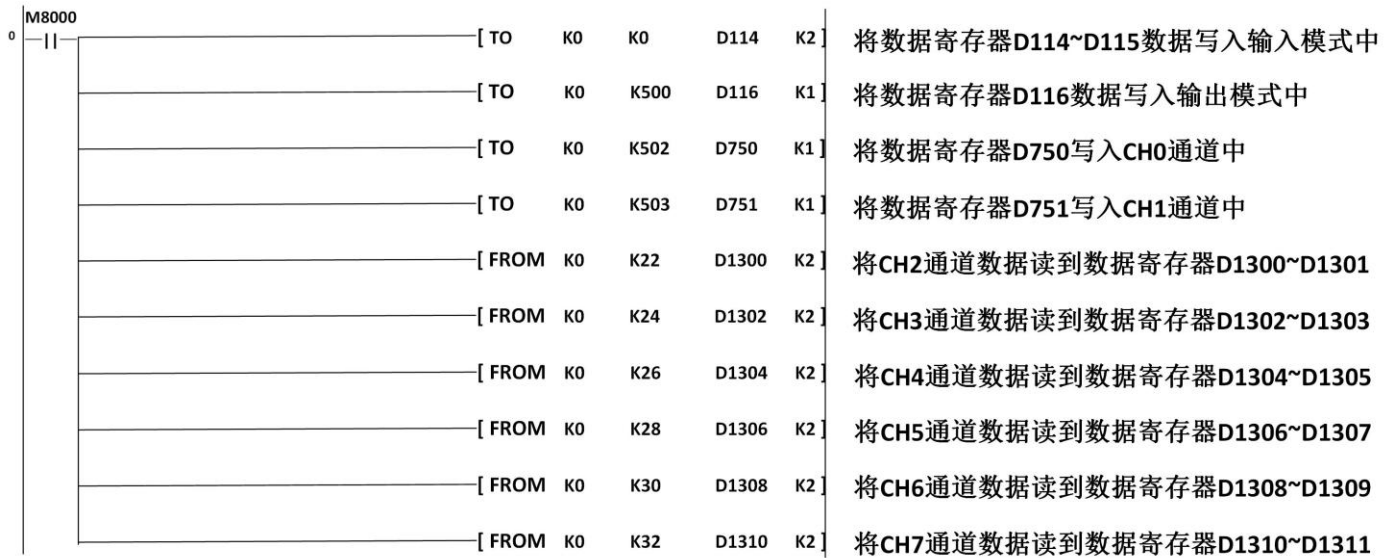 M8000
0
[ TO K0 K0 D114 K2 ] 将数据寄存器D114~D115数据写入输入模式中
[ TO K0 K500 D116 K1 ] 将数据寄存器D116数据写入输出模式中
[ TO K0 K502 D750 K1 ] 将数据寄存器D750写入CH0通道中
[ TO K0 K503 D751 K1 ] 将数据寄存器D751写入CH1通道中
[ FROM K0 K22 D1300 K2 ] 将CH2通道数据读到数据寄存器D1300~D1301
[ FROM K0 K24 D1302 K2 ] 将CH3通道数据读到数据寄存器D1302~D1303
[ FROM K0 K26 D1304 K2 ] 将CH4通道数据读到数据寄存器D1304~D1305
[ FROM K0 K28 D1306 K2 ] 将CH5通道数据读到数据寄存器D1306~D1307
[ FROM K0 K30 D1308 K2 ] 将CH6通道数据读到数据寄存器D1308~D1309
[ FROM K0 K32 D1310 K2 ] 将CH7通道数据读到数据寄存器D1310~D1311